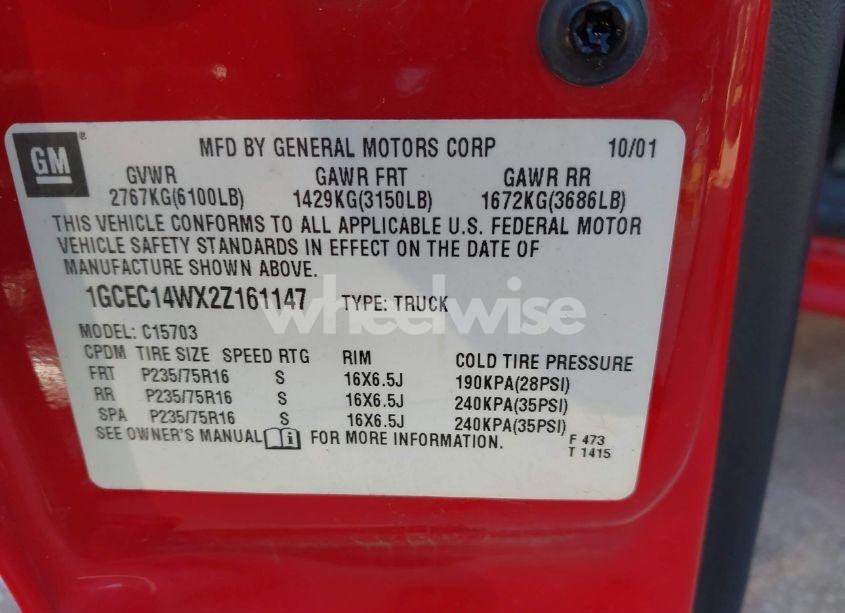 GM ® MFD BY GENERAL MOTORS CORP 10/01
GVWR GAWR FRT GAWR RR
2767KG(6100LB) 1429KG(3150LB) 1672KG(3686LB)
THIS VEHICLE CONFORMS TO ALL APPLICABLE U.S. FEDERAL MOTOR
VEHICLE SAFETY STANDARDS IN EFFECT ON THE DATE OF
MANUFACTURE SHOWN ABOVE.
1GCEC14WX2Z161147 TYPE: TRUCK
wheelwise
MODEL: C15703
CPDM TIRE SIZE SPEED RTG RIM COLD TIRE PRESSURE
FRT P235/75R16 S 16X6.5J 190KPA(28PSI)
RR P235/75R16 S 16X6.5J 240KPA(35PSI)
SPA P235/75R16 S 16X6.5J 240KPA(35PSI)
SEE OWNER'S MANUAL FOR MORE INFORMATION.
F 473
T 1415